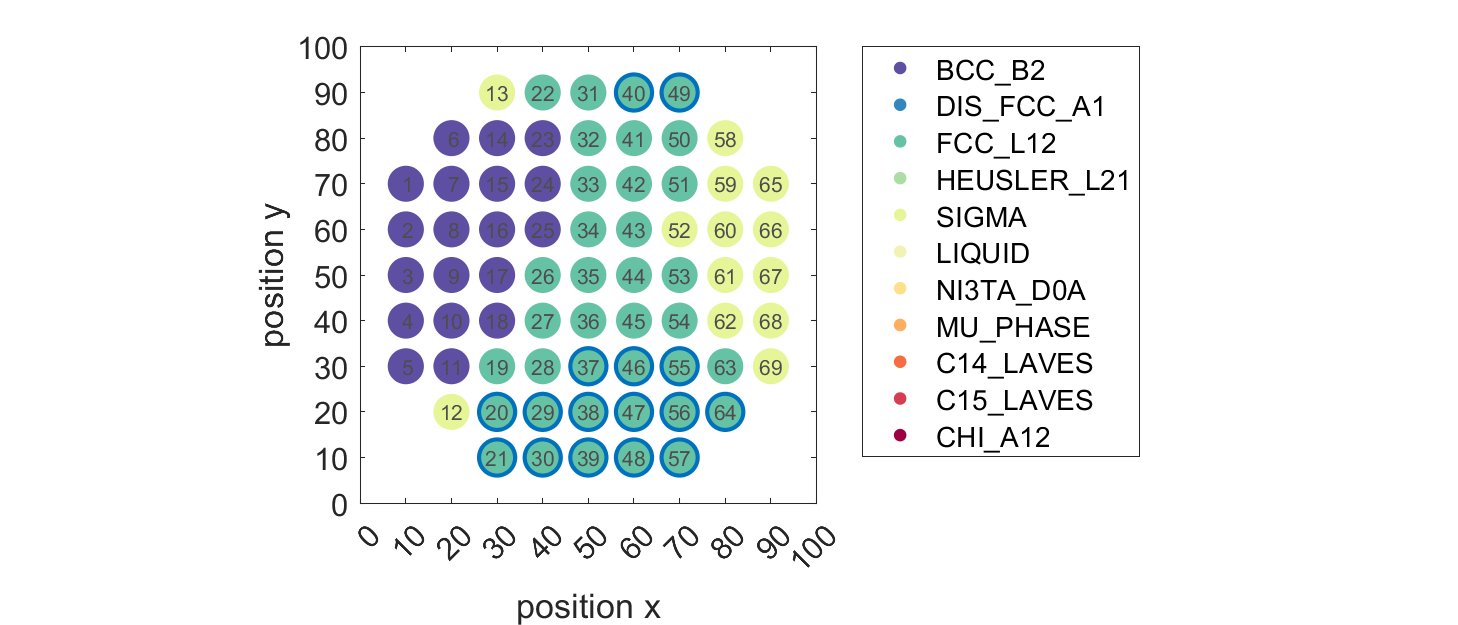 100
90
80
70
60
50
40
30
20
10
0
position y
13 22 31 40 49
6 14 23 32 41 50 58
1 7 15 24 33 42 51 59 65
2 8 16 25 34 43 52 60 66
3 9 17 26 35 44 53 61 67
4 10 18 27 36 45 54 62 68
5 11 19 28 37 46 55 63 69
12 20 29 38 47 56 64
21 30 39 48 57
0 10 20 30 40 50 60 70 80 90 100
position x
BCC_B2
DIS_FCC_A1
FCC_L12
HEUSLER_L21
SIGMA
LIQUID
NI3TA_D0A
MU_PHASE
C14_LAVES
C15_LAVES
CHI_A12